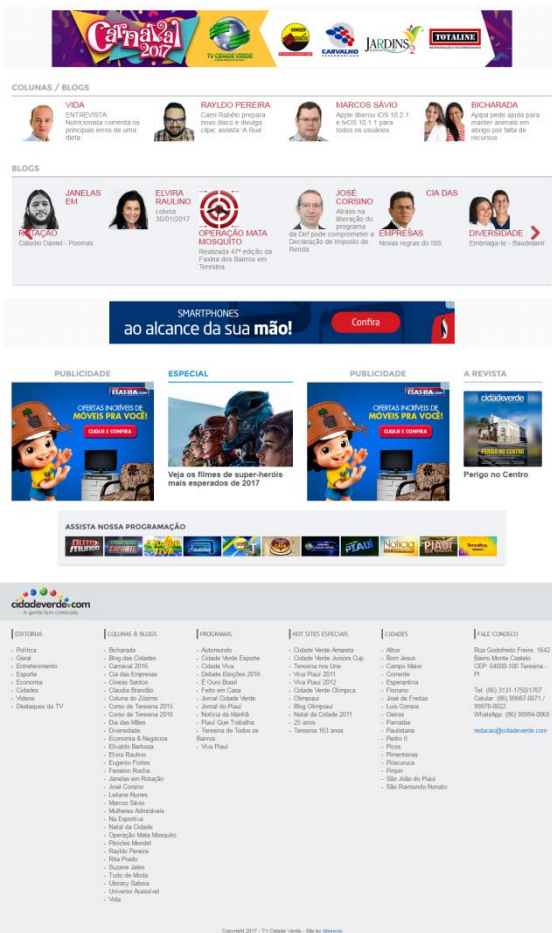 Carnaval
2017
TV CIDADE VERDE
CARVALHO
JARDINS
TOTALINE
COLUNAS / BLOGS
VIDA
ENTREVISTA:
Nutricionista comenta os
principais erros de uma
dieta
RAYLDO PEREIRA
Cami Rabêlo prepara
novo disco e divulga
clipe; assista 'A Rua'
MARCOS SÁVIO
Apple liberou iOS 10.2.1
e tvOS 10.1.1 para
todos os usuários
BICHARADA
Apipa pede ajuda para
manter animais em
abrigo por falta de
recursos
BLOGS
JANELAS
EM
ROTAÇÃO
Cláudio Daniel - Poemas
ELVIRA
RAULINO
coluna
30/01/2017
OPERAÇÃO MATA
MOSQUITO
Realizada 47ª edição da
Faxina dos Bairros em
Teresina
JOSÉ
CORSINO
Atraso na
liberação do
programa
da Dirf pode comprometer a
Declaração de Imposto de
Renda
CIA DAS
EMPRESAS
Novas regras do ISS
DIVERSIDADE
Embriaga-te - Baudelaire
SMARTPHONES
ao alcance da sua mão!
Confira
PUBLICIDADE
OFERTAS INCRÍVEIS DE
MÓVEIS PRA VOCÊ!
CLIQUE E CONFIRA
ESPECIAL
Veja os filmes de super-heróis
mais esperados de 2017
PUBLICIDADE
OFERTAS INCRÍVEIS DE
MÓVEIS PRA VOCÊ!
CLIQUE E CONFIRA
A REVISTA
cidadeverde
PERIGO NO CENTRO
Perigo no Centro
ASSISTA NOSSA PROGRAMAÇÃO
PIAUÍ
Notícia
PIAUÍ
cidadeverde.com
A gente tem conteúdo
EDITORIAS
- Política
- Geral
- Entretenimento
- Esporte
- Economia
- Cidades
- Vídeos
- Destaques da TV
COLUNAS & BLOGS
- Bicharada
- Blog das Cidades
- Carnaval 2016
- Cia das Empresas
- Cineas Santos
- Cláudia Brandão
- Coluna do Zózimo
- Corso de Teresina 2015
- Corso de Teresina 2016
- Dia das Mães
- Diversidade
- Economia & Negócios
- Elivaldo Barbosa
- Elvira Raulino
- Eugenio Fortes
- Fenelon Rocha
- Janelas em Rotação
- José Corsino
- Leilane Nunes
- Marcos Sávio
- Mulheres Admiráveis
- Na Esportiva
- Natal da Cidade
- Operação Mata Mosquito
- Péricles Mendel
- Rayldo Pereira
- Rita Prado
- Suzane Jales
- Tudo de Moda
- Ubiracy Saboia
- Universo Acessível
- Vida
PROGRAMAS
- Automundo
- Cidade Verde Esporte
- Cidade Viva
- Debate Eleições 2016
- É Ouro Brasil
- Feito em Casa
- Jornal Cidade Verde
- Jornal do Piauí
- Notícia da Manhã
- Piauí Que Trabalha
- Teresina de Todos os
Bairros
- Viva Piauí
HOT SITES ESPECIAIS
- Cidade Verde Amarela
- Cidade Verde Juniors Cup
- Teresina nos Une
- Viva Piauí 2011
- Viva Piauí 2012
- Cidade Verde Olímpica
- Olimpiauí
- Blog Olimpiauí
- Natal da Cidade 2011
- 25 anos
- Teresina 163 anos
CIDADES
- Altos
- Bom Jesus
- Campo Maior
- Corrente
- Esperantina
- Floriano
- José de Freitas
- Luis Correia
- Oeiras
- Parnaíba
- Paulistana
- Pedro II
- Picos
- Pimenteiras
- Piracuruca
- Piripiri
- São João do Piauí
- São Raimundo Nonato
FALE CONOSCO
Rua Godofredo Freire, 1642
Bairro Monte Castelo
CEP: 64000-100 Teresina -
PI
Tel: (86) 3131-1750/1767
Celular: (86) 99987-0071 /
99978-0022
WhatsApp: (86) 99994-0065
redacao@cidadeverde.com
Copyright 2017 - TV Cidade Verde - Site by Masavio